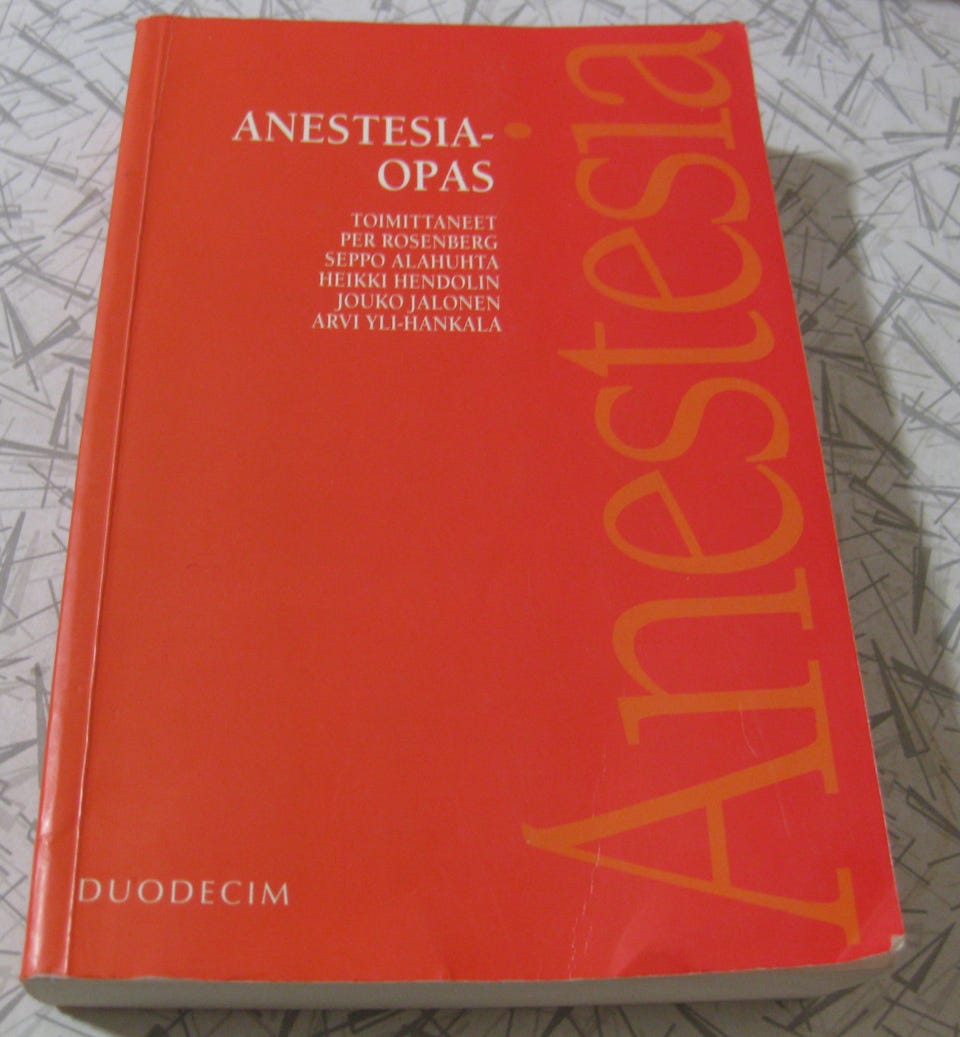 ANESTESIA-
OPAS
TOIMITTANEET
PER ROSENBERG
SEPPO ALAHUHTA
HEIKKI HENDOLIN
JOUKO JALONEN
ARVI YLI-HANKALA
Anestesia
DUODECIM